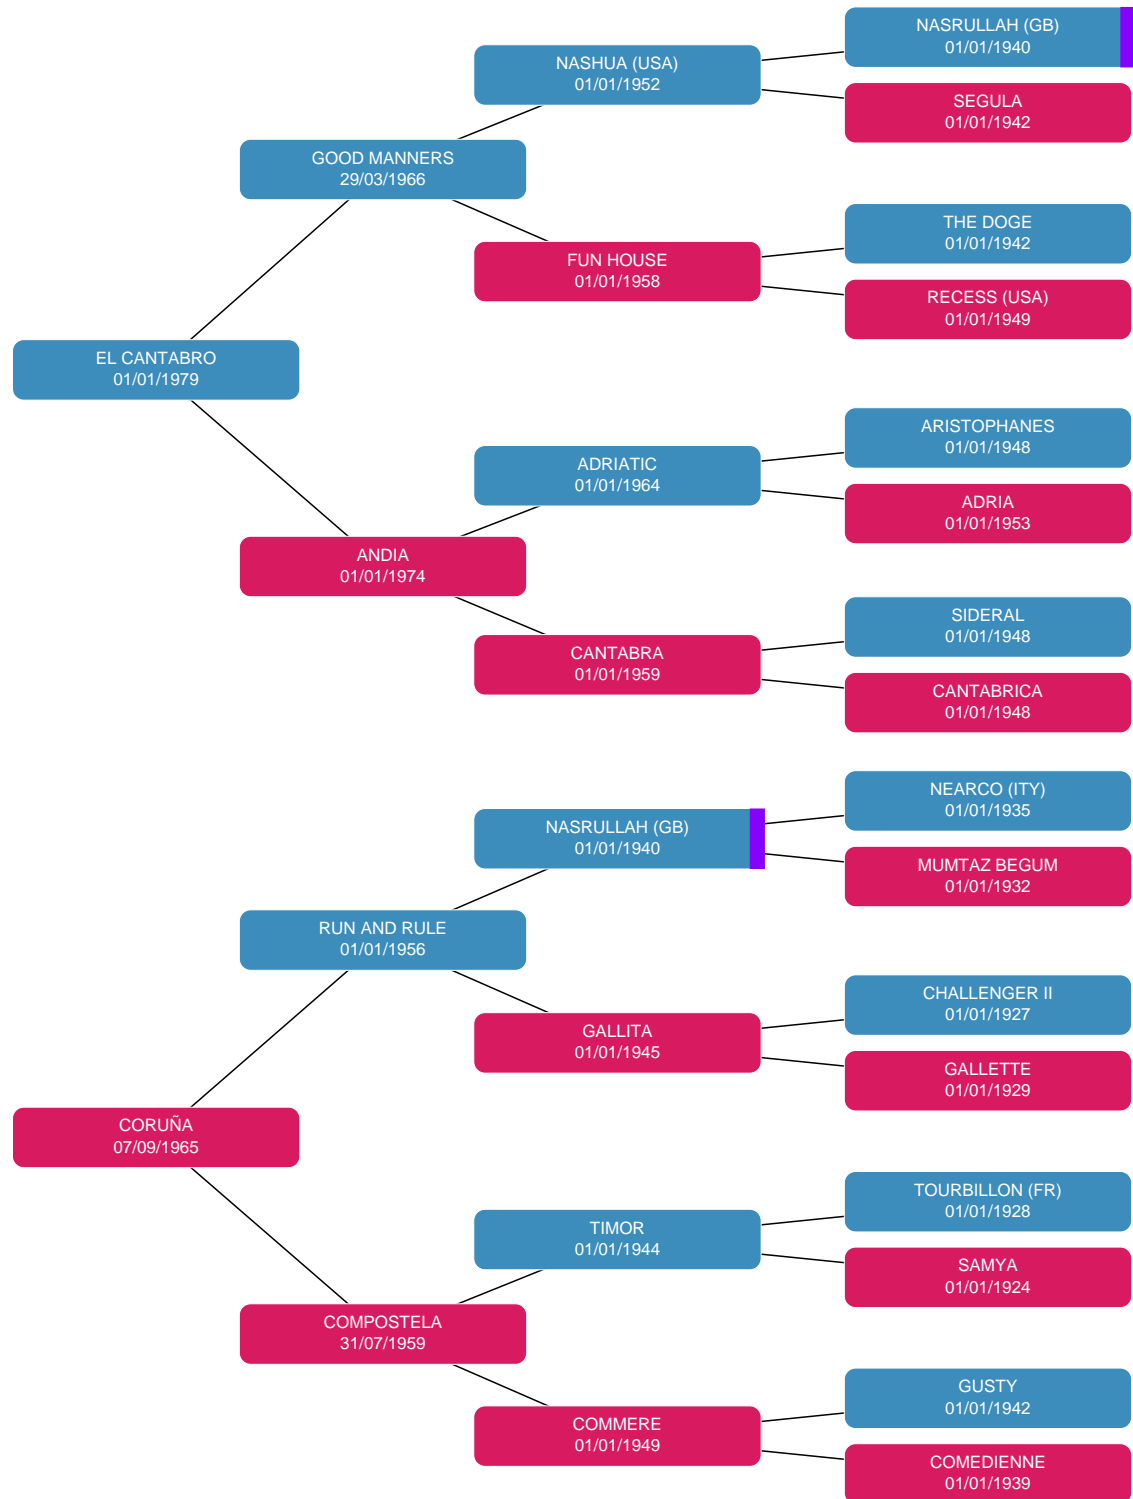 NASRULLAH (GB)
01/01/1940
NASHUA (USA)
01/01/1952
SEGULA
01/01/1942
GOOD MANNERS
29/03/1966
THE DOGE
01/01/1942
FUN HOUSE
01/01/1958
RECESS (USA)
01/01/1949
EL CANTABRO
01/01/1979
ARISTOPHANES
01/01/1948
ADRIATIC
01/01/1964
ADRIA
01/01/1953
ANDIA
01/01/1974
SIDERAL
01/01/1948
CANTABRA
01/01/1959
CANTABRICA
01/01/1948
NEARCO (ITY)
01/01/1935
NASRULLAH (GB)
01/01/1940
MUMTAZ BEGUM
01/01/1932
RUN AND RULE
01/01/1956
CHALLENGER II
01/01/1927
GALLITA
01/01/1945
GALLETTE
01/01/1929
CORUÑA
07/09/1965
TOURBILLON (FR)
01/01/1928
TIMOR
01/01/1944
SAMYA
01/01/1924
COMPOSTELA
31/07/1959
GUSTY
01/01/1942
COMMERE
01/01/1949
COMEDIENNE
01/01/1939